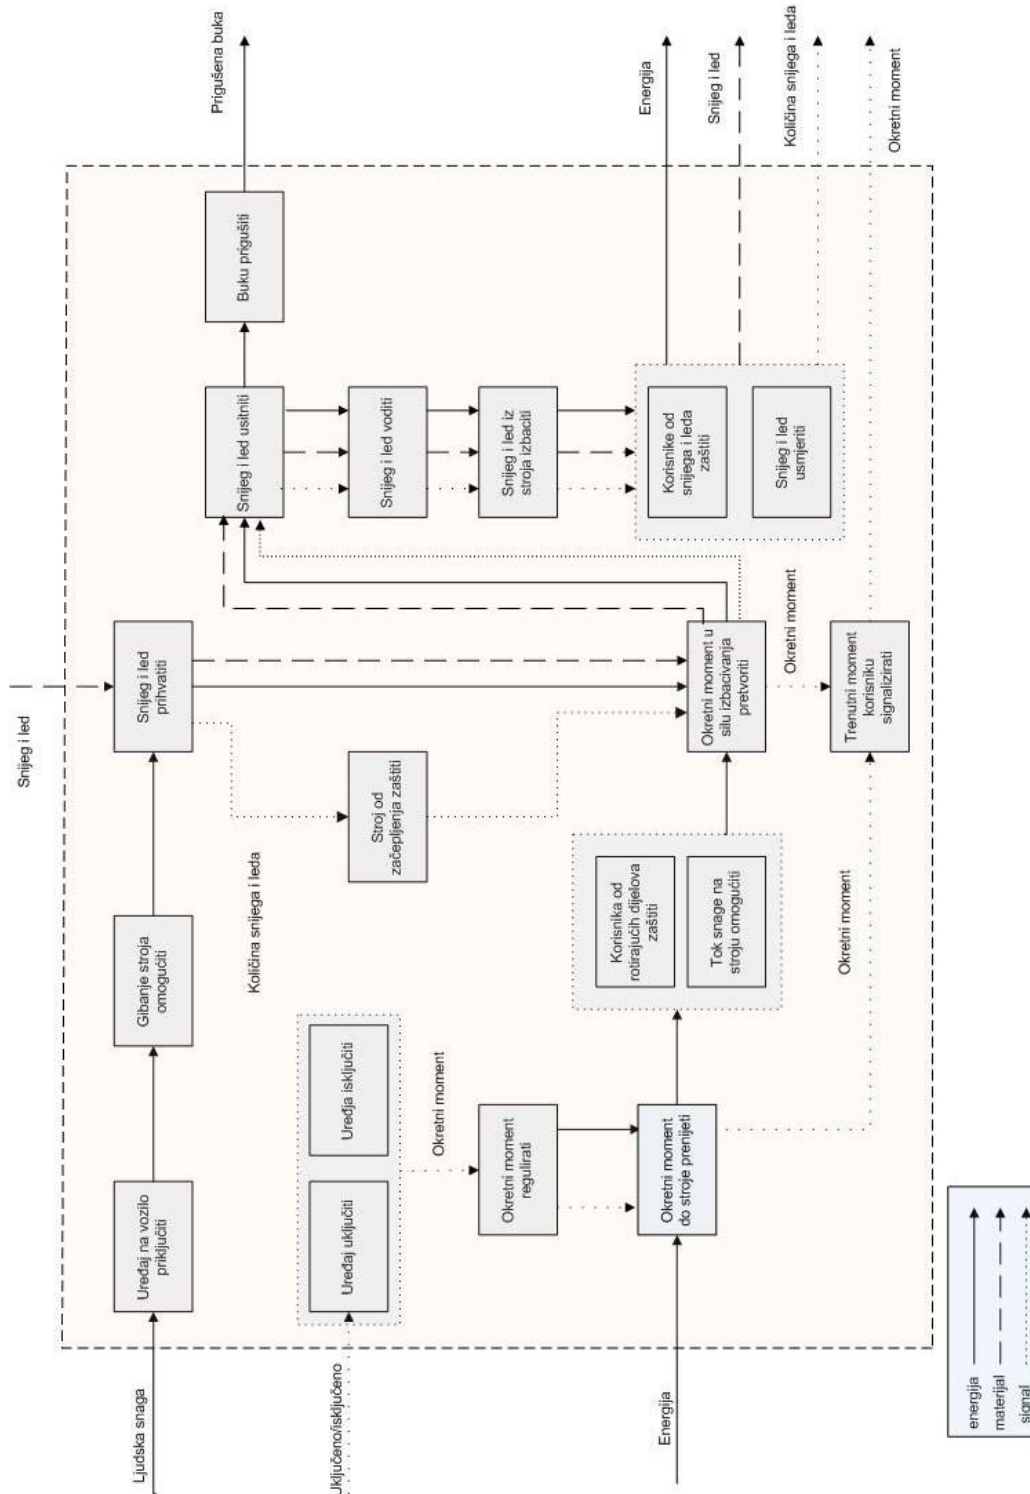 Snijeg i led
Ljudska snaga
Uređaj na vozilo
priključiti
Gibanje stroja
omogućiti
Snijeg i led
prihvatiti
Snijeg i led usitniti
Buku prigušiti
Prigušena buka
Količina snijega i leda
Uključeno/isključeno
Uređaj uključiti
Uređja isključiti
Stroj od
začepljenja zaštiti
Snijeg i led voditi
Okretni moment
Okretni moment
regulirati
Snijeg i led iz
stroja izbaciti
Energija
Okretni moment
do stroje prenijeti
Korisnika od
rotirajućih dijelova
zaštiti
Tok snage na
stroju omogućiti
Okretni moment u
silu izbacivanja
pretvoriti
Korisnike od
snijega i leda
zaštiti
Snijeg i led
usmjeriti
Energija
Snijeg i led
Količina snijega i leda
Okretni moment
Okretni moment
Okretni moment
Trenutni moment
korisniku
signalizirati
energija
materijal
signal